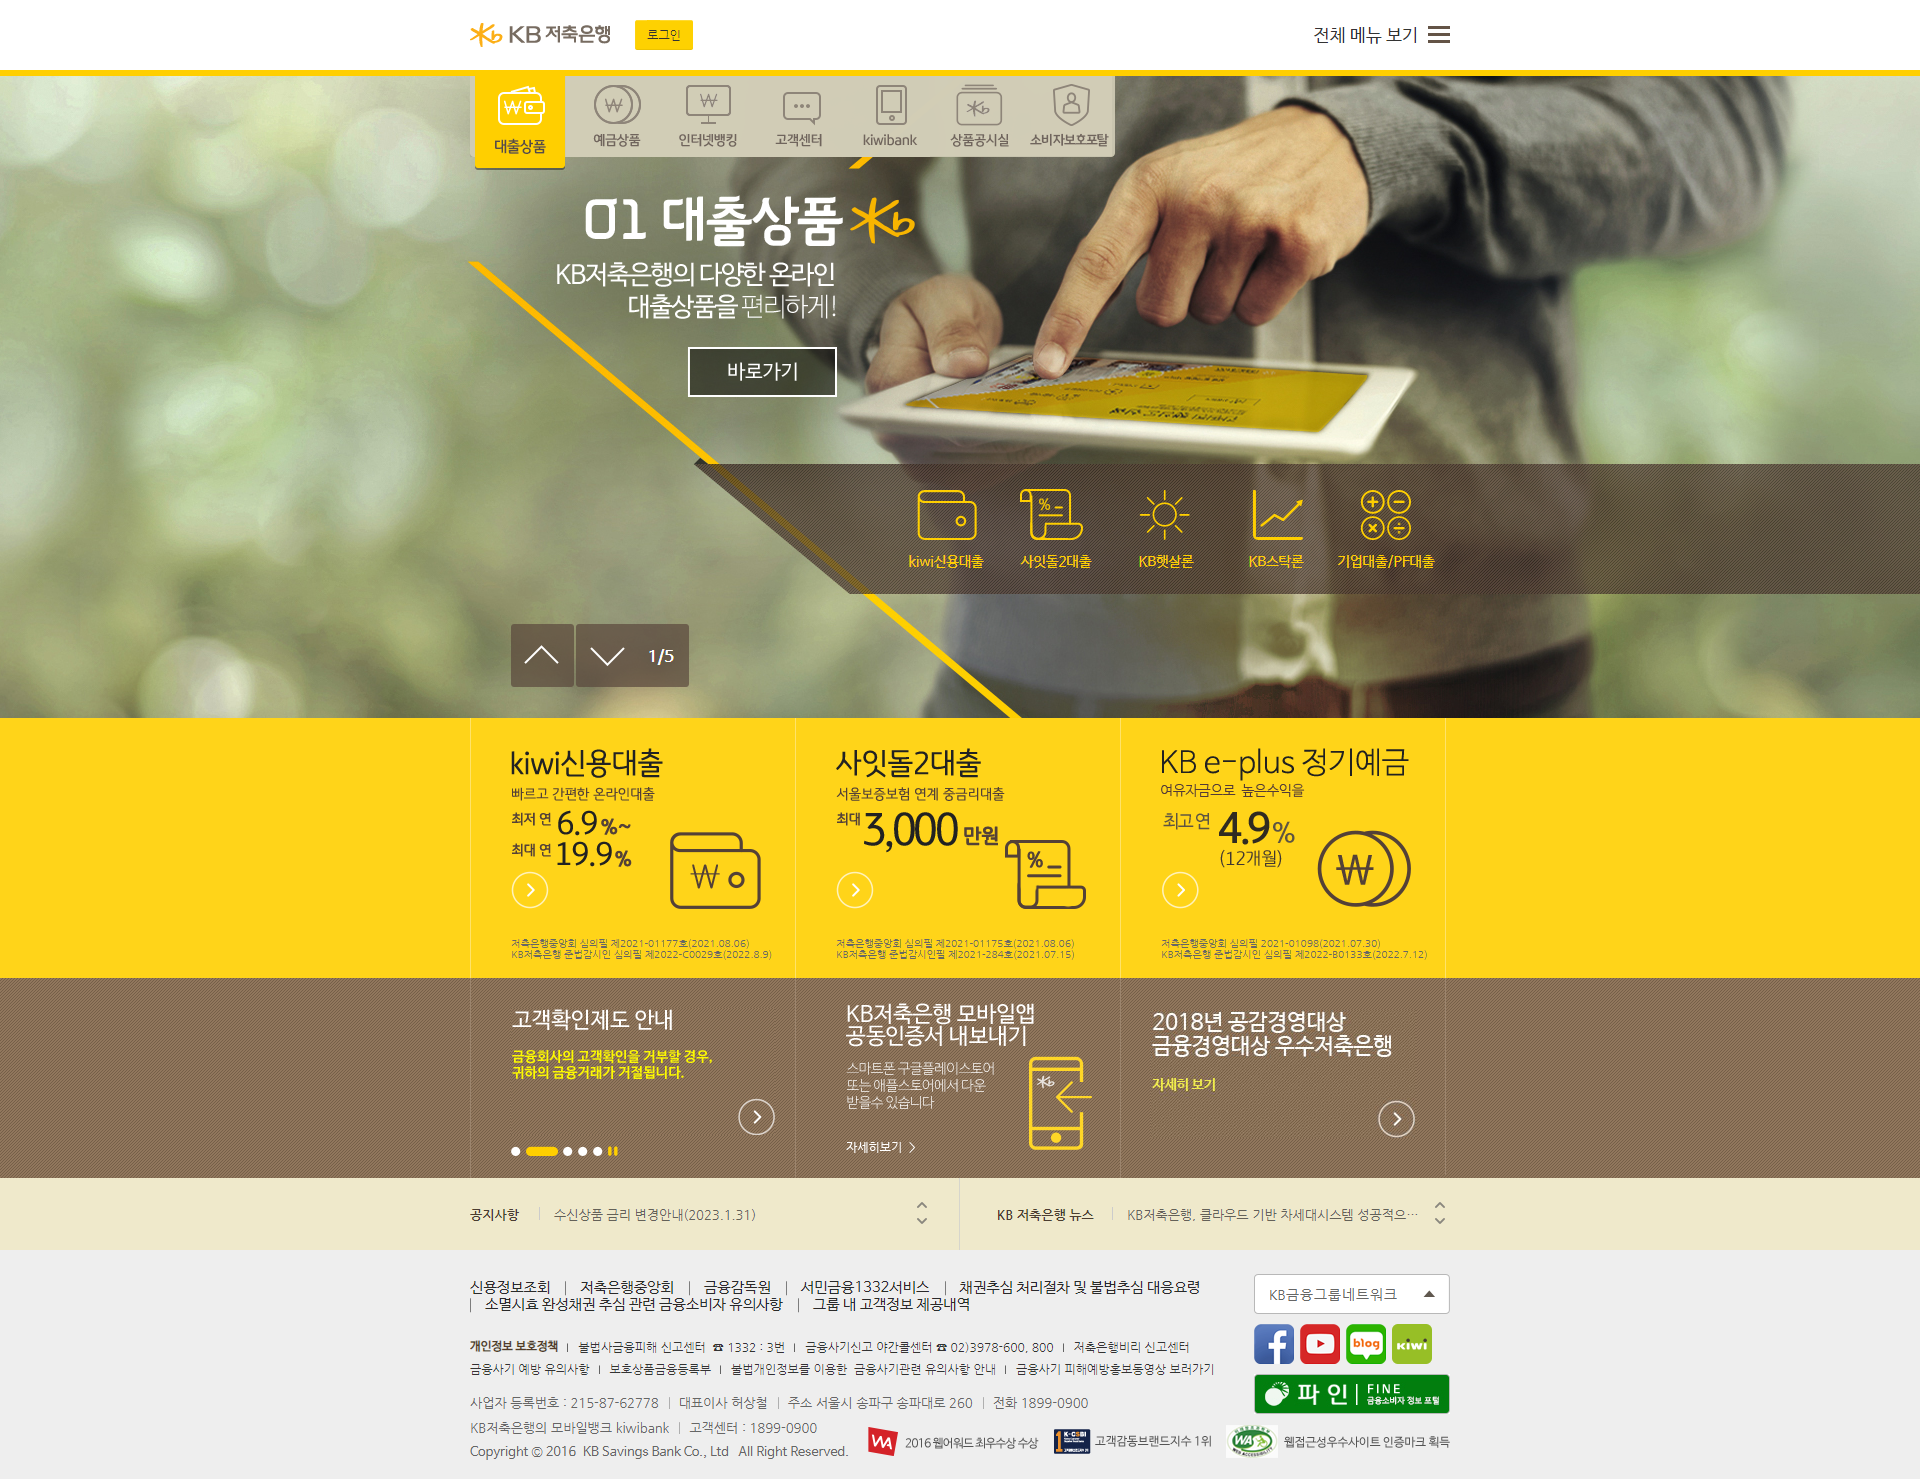 KB 저축은행
로그인
전체 메뉴 보기
대출상품
예금상품
인터넷뱅킹
고객센터
kiwibank
상품공시실
소비자보호포탈
01 대출상품
KB저축은행의 다양한 온라인
대출상품을 편리하게!
바로가기
kiwi신용대출
사잇돌2대출
KB햇살론
KB스탁론
기업대출/PF대출
1/5
kiwi신용대출
빠르고 간편한 온라인대출
최저 연 6.9%~
최대 연 19.9%
저축은행중앙회 심의필 제2021-01177호(2021.08.06)
KB저축은행 준법감시인 심의필 제2022-C0029호(2022.8.9)
사잇돌2대출
서울보증보험 연계 중금리대출
최대 3,000 만원
저축은행중앙회 심의필 제2021-01175호(2021.08.06)
KB저축은행 준법감시인필 제2021-284호(2021.07.15)
KB e-plus 정기예금
여유자금으로 높은수익을
최고 연 4.9%
(12개월)
저축은행중앙회 심의필 2021-01098(2021.07.30)
KB저축은행 준법감시인 심의필 제2022-B0133호(2022.7.12)
고객확인제도 안내
금융회사의 고객확인을 거부할 경우,
귀하의 금융거래가 거절됩니다.
KB저축은행 모바일앱
공동인증서 내보내기
스마트폰 구글플레이스토어
또는 애플스토어에서 다운
받을수 있습니다
자세히보기 >
2018년 공감경영대상
금융경영대상 우수저축은행
자세히 보기
공지사항 | 수신상품 금리 변경안내(2023.1.31)
KB 저축은행 뉴스 | KB저축은행, 클라우드 기반 차세대시스템 성공적으…
신용정보조회 | 저축은행중앙회 | 금융감독원 | 서민금융1332서비스 | 채권추심 처리절차 및 불법추심 대응요령
| 소멸시효 완성채권 추심 관련 금융소비자 유의사항 | 그룹 내 고객정보 제공내역
개인정보 보호정책 | 불법사금융피해 신고센터 ☎ 1332 : 3번 | 금융사기신고 야간콜센터 ☎ 02)3978-600, 800 | 저축은행비리 신고센터
금융사기 예방 유의사항 | 보호상품금융등록부 | 불법개인정보를 이용한 금융사기관련 유의사항 안내 | 금융사기 피해예방홍보동영상 보러가기
사업자 등록번호 : 215-87-62778 | 대표이사 허상철 | 주소 서울시 송파구 송파대로 260 | 전화 1899-0900
KB저축은행의 모바일뱅크 kiwibank | 고객센터 : 1899-0900
Copyright © 2016 KB Savings Bank Co., Ltd All Right Reserved.
WA 2016 웹어워드 최우수상 수상
K-CSBI 고객감동브랜드지수 1위
WA 웹접근성우수사이트 인증마크 획득
KB금융그룹네트워크
blog
kiwi
파인 | FINE
금융소비자 정보 포털